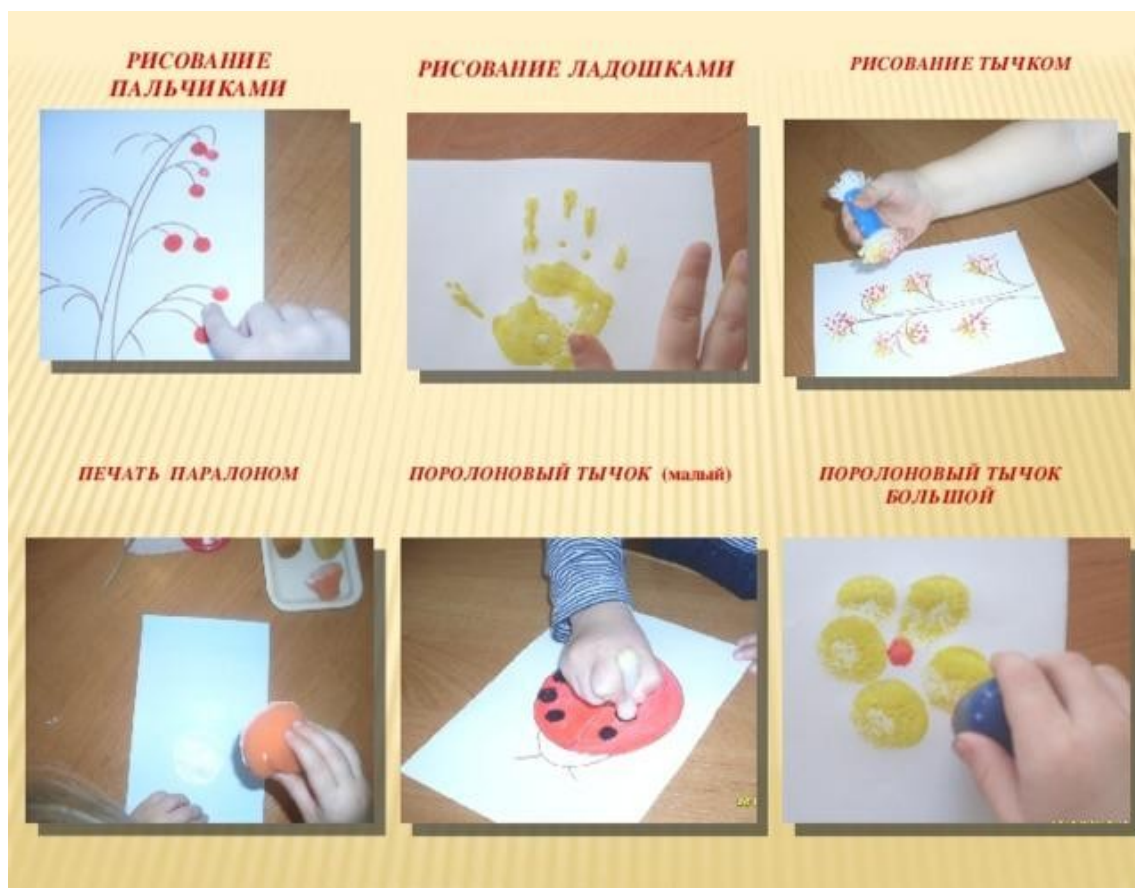 РИСОВАНИЕ
ПАЛЬЧИКАМИ
РИСОВАНИЕ ЛАДОШКАМИ
РИСОВАНИЕ ТЫЧКОМ
ПЕЧАТЬ ПАРАЛОНОМ
ПОРОЛОНОВЫЙ ТЫЧОК (малый)
ПОРОЛОНОВЫЙ ТЫЧОК
БОЛЬШОЙ